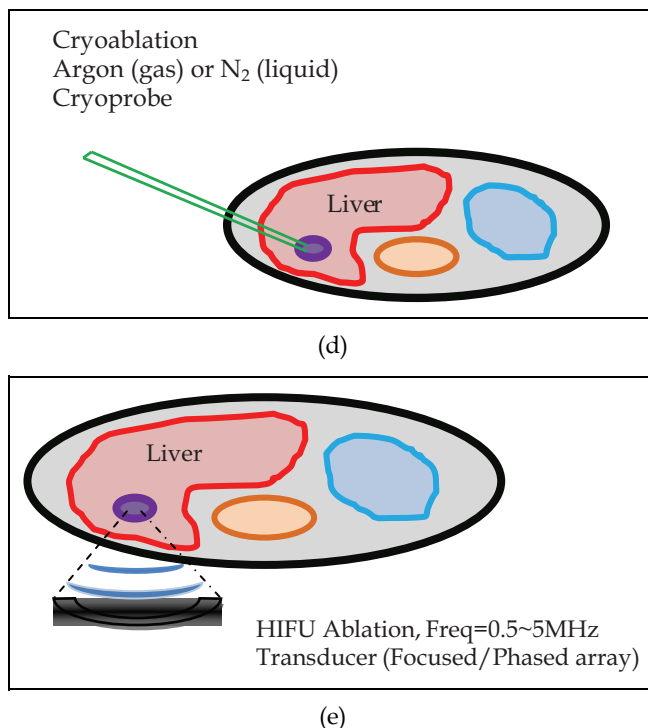 Cryoablation
Argon (gas) or N₂ (liquid)
Cryoprobe
Liver
(d)
Liver
HIFU Ablation, Freq=0.5~5MHz
Transducer (Focused/Phased array)
(e)